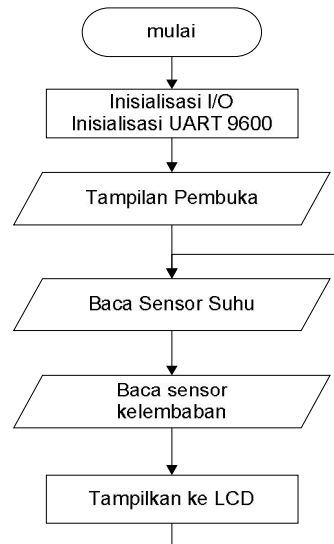 mulai
Inisialisasi I/O
Inisialisasi UART 9600
Tampilan Pembuka
Baca Sensor Suhu
Baca sensor
kelembaban
Tampilkan ke LCD